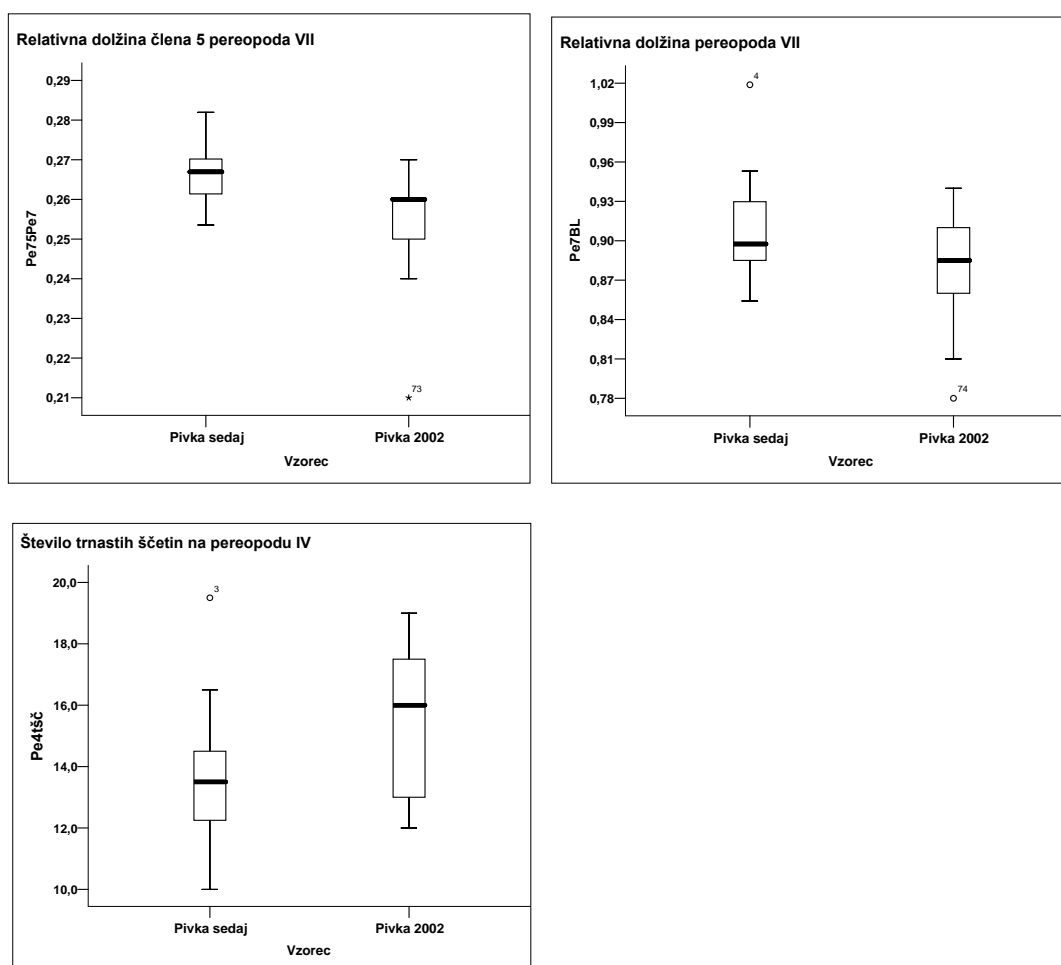 Relativna dolžina člena 5 pereopoda VII
0,29
0,28
0,27
0,26
0,25
0,24
0,23
0,22
0,21
Pe75Pe7
73
Pivka sedaj
Pivka 2002
Vzorec
Relativna dolžina pereopoda VII
1,02
0,99
0,96
0,93
0,90
0,87
0,84
0,81
0,78
Pe7BL
4
74
Pivka sedaj
Pivka 2002
Vzorec
Število trnastih ščetin na pereopodu IV
20,0
18,0
16,0
14,0
12,0
10,0
Pe4tšč
3
Pivka sedaj
Pivka 2002
Vzorec